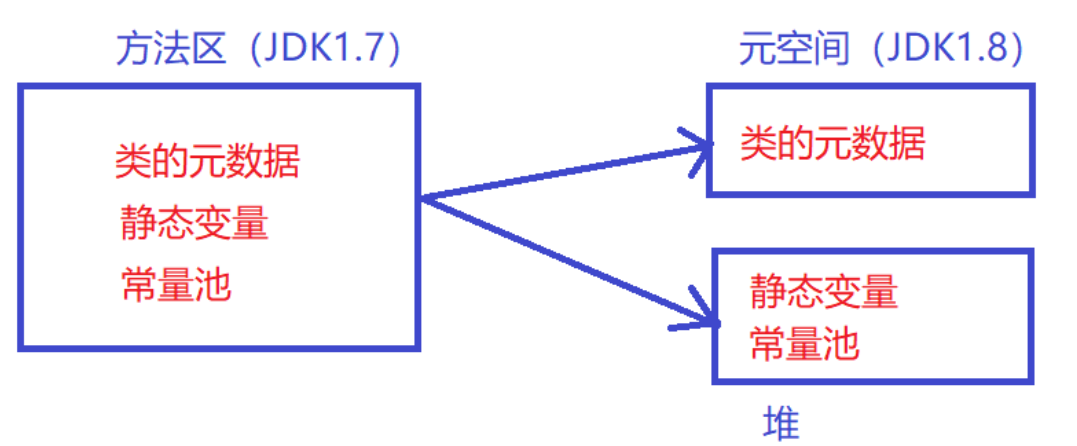 方法区（JDK1.7）
类的元数据
静态变量
常量池
元空间（JDK1.8）
类的元数据
静态变量
常量池
堆